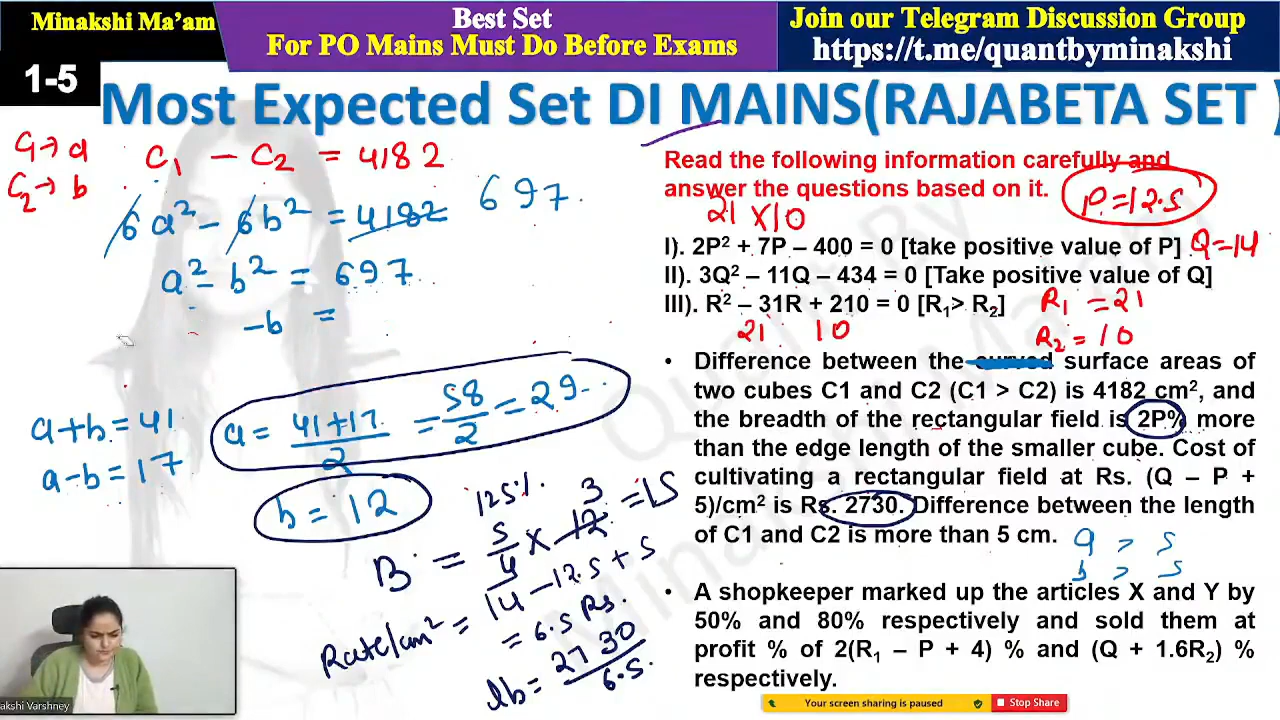 Minakshi Ma'am
Best Set
For PO Mains Must Do Before Exams
Join our Telegram Discussion Group
https://t.me/quantbyminakshi
1-5
Most Expected Set DI MAINS(RAJABETA SET )
C1 → a
C2 → b
C1 - C2 = 4182
6a² - 6b² = 4182 697
a² - b² = 697
-b =
a+b = 41
a-b = 17
a = 41+17/2 = 58/2 = 29
b = 12
125%
B = 5/4 × 12 3 = 15
Rate/cm² = 14 - 12.5 + 5
= 6.5 Rs.
lb = 2730/6.5
Read the following information carefully and
answer the questions based on it.
P = 12.5
21 × 10
I). 2P² + 7P – 400 = 0 [take positive value of P] Q = 14
II). 3Q² – 11Q – 434 = 0 [Take positive value of Q]
III). R² – 31R + 210 = 0 [R₁> R₂] R1 = 21
21 10 R2 = 10
• Difference between the curved surface areas of
two cubes C1 and C2 (C1 > C2) is 4182 cm², and
the breadth of the rectangular field is 2P% more
than the edge length of the smaller cube. Cost of
cultivating a rectangular field at Rs. (Q – P +
5)/cm² is Rs. 2730. Difference between the length
of C1 and C2 is more than 5 cm.
a > 5
b > 5
• A shopkeeper marked up the articles X and Y by
50% and 80% respectively and sold them at
profit % of 2(R₁ – P + 4) % and (Q + 1.6R₂) %
respectively.
akshi Varshney
Your screen sharing is paused
Stop Share